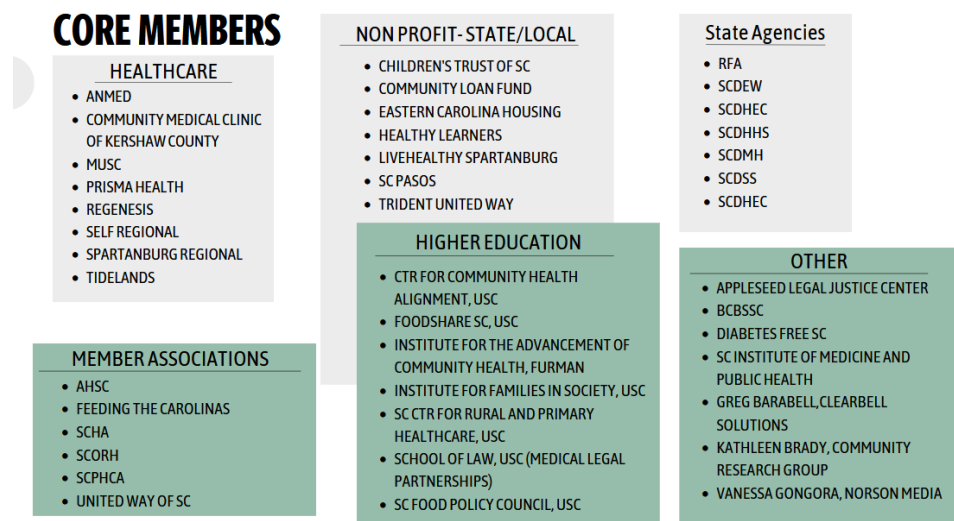 CORE MEMBERS
HEALTHCARE
• ANMED
• COMMUNITY MEDICAL CLINIC
OF KERSHAW COUNTY
• MUSC
• PRISMA HEALTH
• REGENESIS
• SELF REGIONAL
• SPARTANBURG REGIONAL
• TIDELANDS
MEMBER ASSOCIATIONS
• AHSC
• FEEDING THE CAROLINAS
• SCHA
• SCORH
• SCPHCA
• UNITED WAY OF SC
NON PROFIT- STATE/LOCAL
• CHILDREN'S TRUST OF SC
• COMMUNITY LOAN FUND
• EASTERN CAROLINA HOUSING
• HEALTHY LEARNERS
• LIVEHEALTHY SPARTANBURG
• SC PASOS
• TRIDENT UNITED WAY
HIGHER EDUCATION
• CTR FOR COMMUNITY HEALTH
ALIGNMENT, USC
• FOODSHARE SC, USC
• INSTITUTE FOR THE ADVANCEMENT OF
COMMUNITY HEALTH, FURMAN
• INSTITUTE FOR FAMILIES IN SOCIETY, USC
• SC CTR FOR RURAL AND PRIMARY
HEALTHCARE, USC
• SCHOOL OF LAW, USC (MEDICAL LEGAL
PARTNERSHIPS)
• SC FOOD POLICY COUNCIL, USC
State Agencies
• RFA
• SCDEW
• SCDHEC
• SCDHHS
• SCDMH
• SCDSS
• SCDHEC
OTHER
• APPLESEED LEGAL JUSTICE CENTER
• BCBSSC
• DIABETES FREE SC
• SC INSTITUTE OF MEDICINE AND
PUBLIC HEALTH
• GREG BARABELL,CLEARBELL
SOLUTIONS
• KATHLEEN BRADY, COMMUNITY
RESEARCH GROUP
• VANESSA GONGORA, NORSON MEDIA